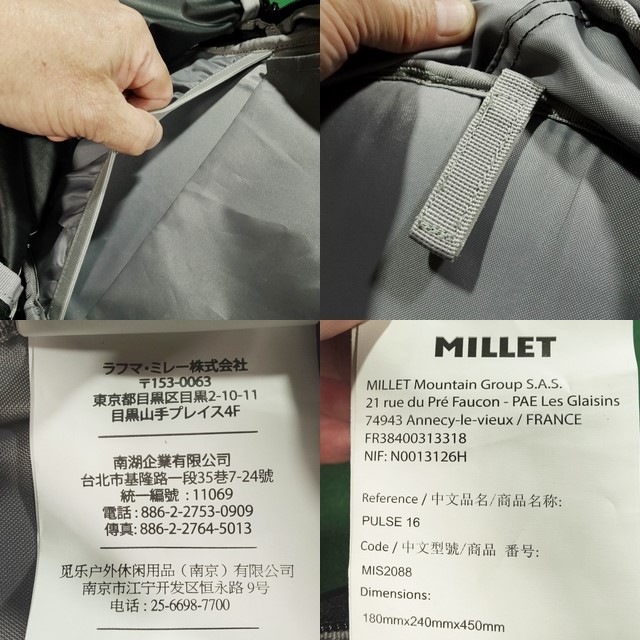 ラフマ・ミレー株式会社
〒153-0063
東京都目黒区目黒2-10-11
目黒山手プレイス4F
南湖企業有限公司
台北市基隆路一段35巷7-24號
統一編號 : 11069
電話 : 886-2-2753-0909
傳真: 886-2-2764-5013
觅乐户外休闲用品（南京）有限公司
南京市江宁开发区恒永路 9号
电话 : 25-6698-7700
MILLET
MILLET Mountain Group S.A.S.
21 rue du Pré Faucon - PAE Les Glaisins
74943 Annecy-le-vieux / FRANCE
FR38400313318
NIF: N0013126H
Reference / 中文品名/商品名称:
PULSE 16
Code / 中文型號/商品 番号:
MIS2088
Dimensions:
180mmx240mmx450mm